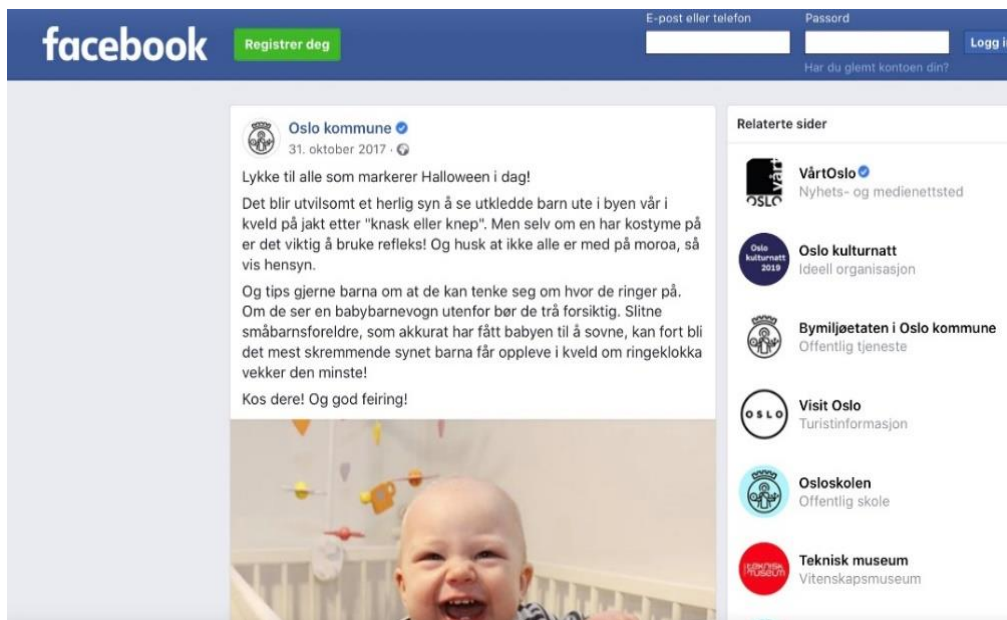 facebook
Registrer deg
E-post eller telefon
Passord
Logg i
Har du glemt kontoen din?
Oslo kommune
31. oktober 2017 ·
Lykke til alle som markerer Halloween i dag!
Det blir utvilsomt et herlig syn å se utkledde barn ute i byen vår i
kveld på jakt etter "knask eller knep". Men selv om en har kostyme på
er det viktig å bruke refleks! Og husk at ikke alle er med på moroa, så
vis hensyn.
Og tips gjerne barna om at de kan tenke seg om hvor de ringer på.
Om de ser en babybarnevogn utenfor bør de trå forsiktig. Slitne
småbarnsforeldre, som akkurat har fått babyen til å sovne, kan fort bli
det mest skremmende synet barna får oppleve i kveld om ringeklokka
vekker den minste!
Kos dere! Og god feiring!
Relaterte sider
vårt
OSLO
VårtOslo
Nyhets- og medienettsted
Oslo
kulturnatt
2019
Oslo kulturnatt
Ideell organisasjon
Bymiljøetaten i Oslo kommune
Offentlig tjeneste
OSLO
Visit Oslo
Turistinformasjon
Osloskolen
Offentlig skole
teknisk
museum
Teknisk museum
Vitenskapsmuseum